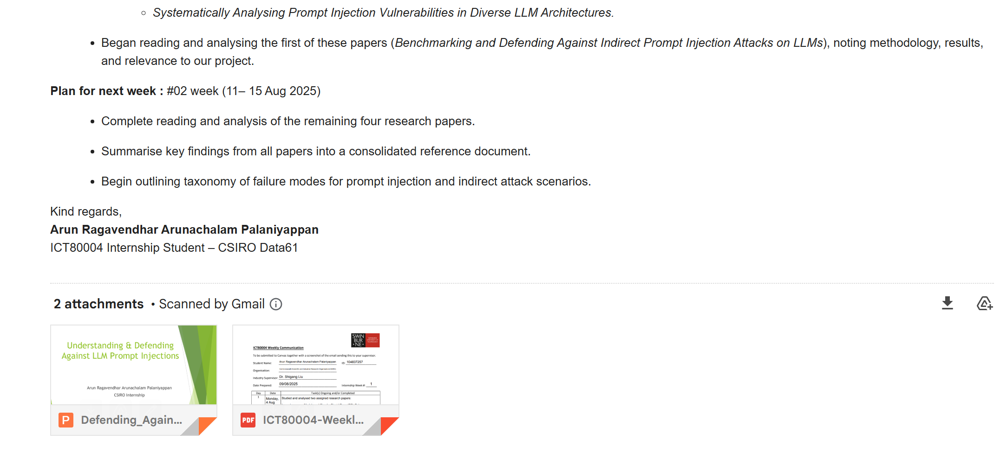 Systematically Analysing Prompt Injection Vulnerabilities in Diverse LLM Architectures.
Began reading and analysing the first of these papers (Benchmarking and Defending Against Indirect Prompt Injection Attacks on LLMs), noting methodology, results,
and relevance to our project.
Plan for next week : #02 week (11– 15 Aug 2025)
Complete reading and analysis of the remaining four research papers.
Summarise key findings from all papers into a consolidated reference document.
Begin outlining taxonomy of failure modes for prompt injection and indirect attack scenarios.
Kind regards,
Arun Ragavendhar Arunachalam Palaniyappan
ICT80004 Internship Student – CSIRO Data61
2 attachments • Scanned by Gmail
Understanding & Defending
Against LLM Prompt Injections
Arun Ragavendhar Arunachalam Palaniyappan
CSIRO Internship
P Defending_Again...
SWIN
BUR
•NE•
ICT80004 Weekly Communication
To be submitted to Canvas together with a screenshot of the email sending this to your supervisor.
Student Name: Arun Ragavendhar Arunachalam Palaniyappan ID: 104837257
Organisation: Commonwealth Scientific and Industrial Research Organisation(CSIRO)
Industry Supervisor: Dr. Shigang Liu
Date Prepared: 09/08/2025 Internship Week #: 1
Day Date Task(s) Ongoing and/or Completed
1 Monday, Studied and analysed two assigned research papers:
4 Aug
PDF ICT80004-Weekl...